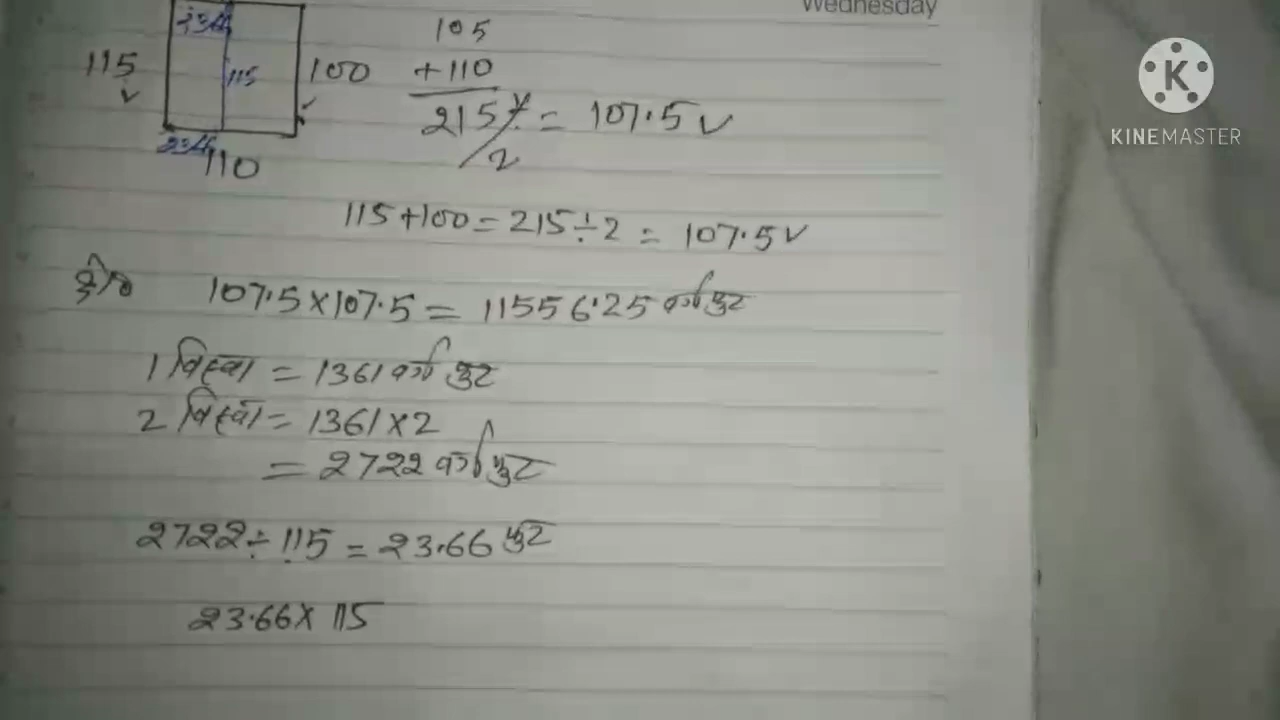 Wednesday
K
KINEMASTER
105
115
115
100
+110
215/2 = 107.5 ✓
110
115+100 = 215÷2 = 107.5 ✓
107.5×107.5 = 11556.25 वर्ग फुट
1 विस्वा = 1361 वर्ग फुट
2 विस्वा = 1361×2
= 2722 वर्ग फुट
2722÷115 = 23.66 फुट
23.66× 115